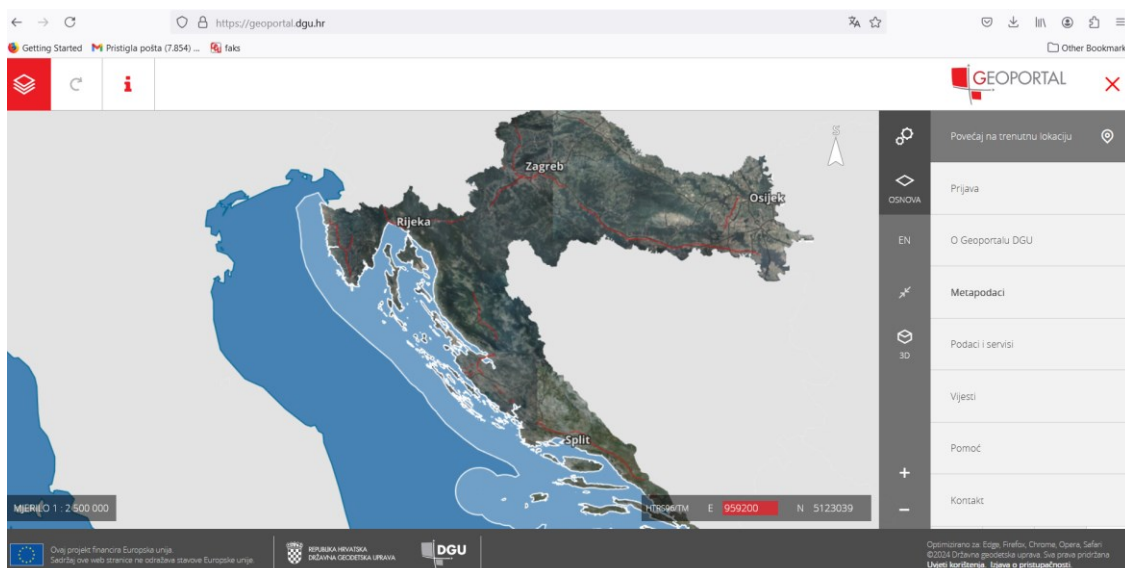 https://geoportal.dgu.hr
Getting Started
Pristigla pošta (7.854) ...
faks
Other Bookmark
GEOPORTAL
Zagreb
Osijek
Rijeka
Split
OSNOVA
EN
3D
+
−
Povećaj na trenutnu lokaciju
Prijava
O Geoportalu DGU
Metapodaci
Podaci i servisi
Vijesti
Pomoć
Kontakt
MJERILO 1 : 2 500 000
HTRS96/TM E 959200 N 5123039
Ovaj projekt financira Europska unija.
Sadržaj ove web stranice ne odražava stavove Europske unije.
REPUBLIKA HRVATSKA
DRŽAVNA GEODETSKA UPRAVA
DGU
Optimizirano za: Edge, Firefox, Chrome, Opera, Safari
©2024 Državna geodetska uprava. Sva prava pridržana
Uvjeti korištenja. Izjava o pristupačnosti.